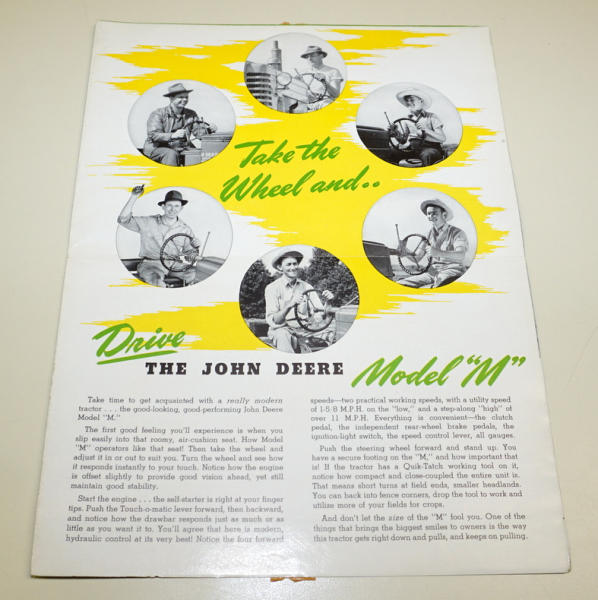 Take the
Wheel and..
Drive
THE JOHN DEERE
Model "M"
Take time to get acquainted with a really modern
tractor . . . the good-looking, good-performing John Deere
Model "M."
The first good feeling you'll experience is when you
slip easily into that roomy, air-cushion seat. How Model
"M" operators like that seat! Then take the wheel and
adjust it in or out to suit you. Turn the wheel and see how
it responds instantly to your touch. Notice how the engine
is offset slightly to provide good vision ahead, yet still
maintain good stability.
Start the engine . . . the self-starter is right at your finger
tips. Push the Touch-o-matic lever forward, then backward,
and notice how the drawbar responds just as much or as
little as you want it to. You'll agree that here is modern,
hydraulic control at its very best! Notice the four forward
speeds—two practical working speeds, with a utility speed
of 1-5/8 M.P.H. on the "low," and a step-along "high" of
over 11 M.P.H. Everything is convenient—the clutch
pedal, the independent rear-wheel brake pedals, the
ignition-light switch, the speed control lever, all gauges.
Push the steering wheel forward and stand up. You
have a secure footing on the "M," and how important that
is! If the tractor has a Quik-Tatch working tool on it,
notice how compact and close-coupled the entire unit is.
That means short turns at field ends, smaller headlands.
You can back into fence corners, drop the tool to work and
utilize more of your fields for crops.
And don't let the size of the "M" fool you. One of the
things that brings the biggest smiles to owners is the way
this tractor gets right down and pulls, and keeps on pulling.